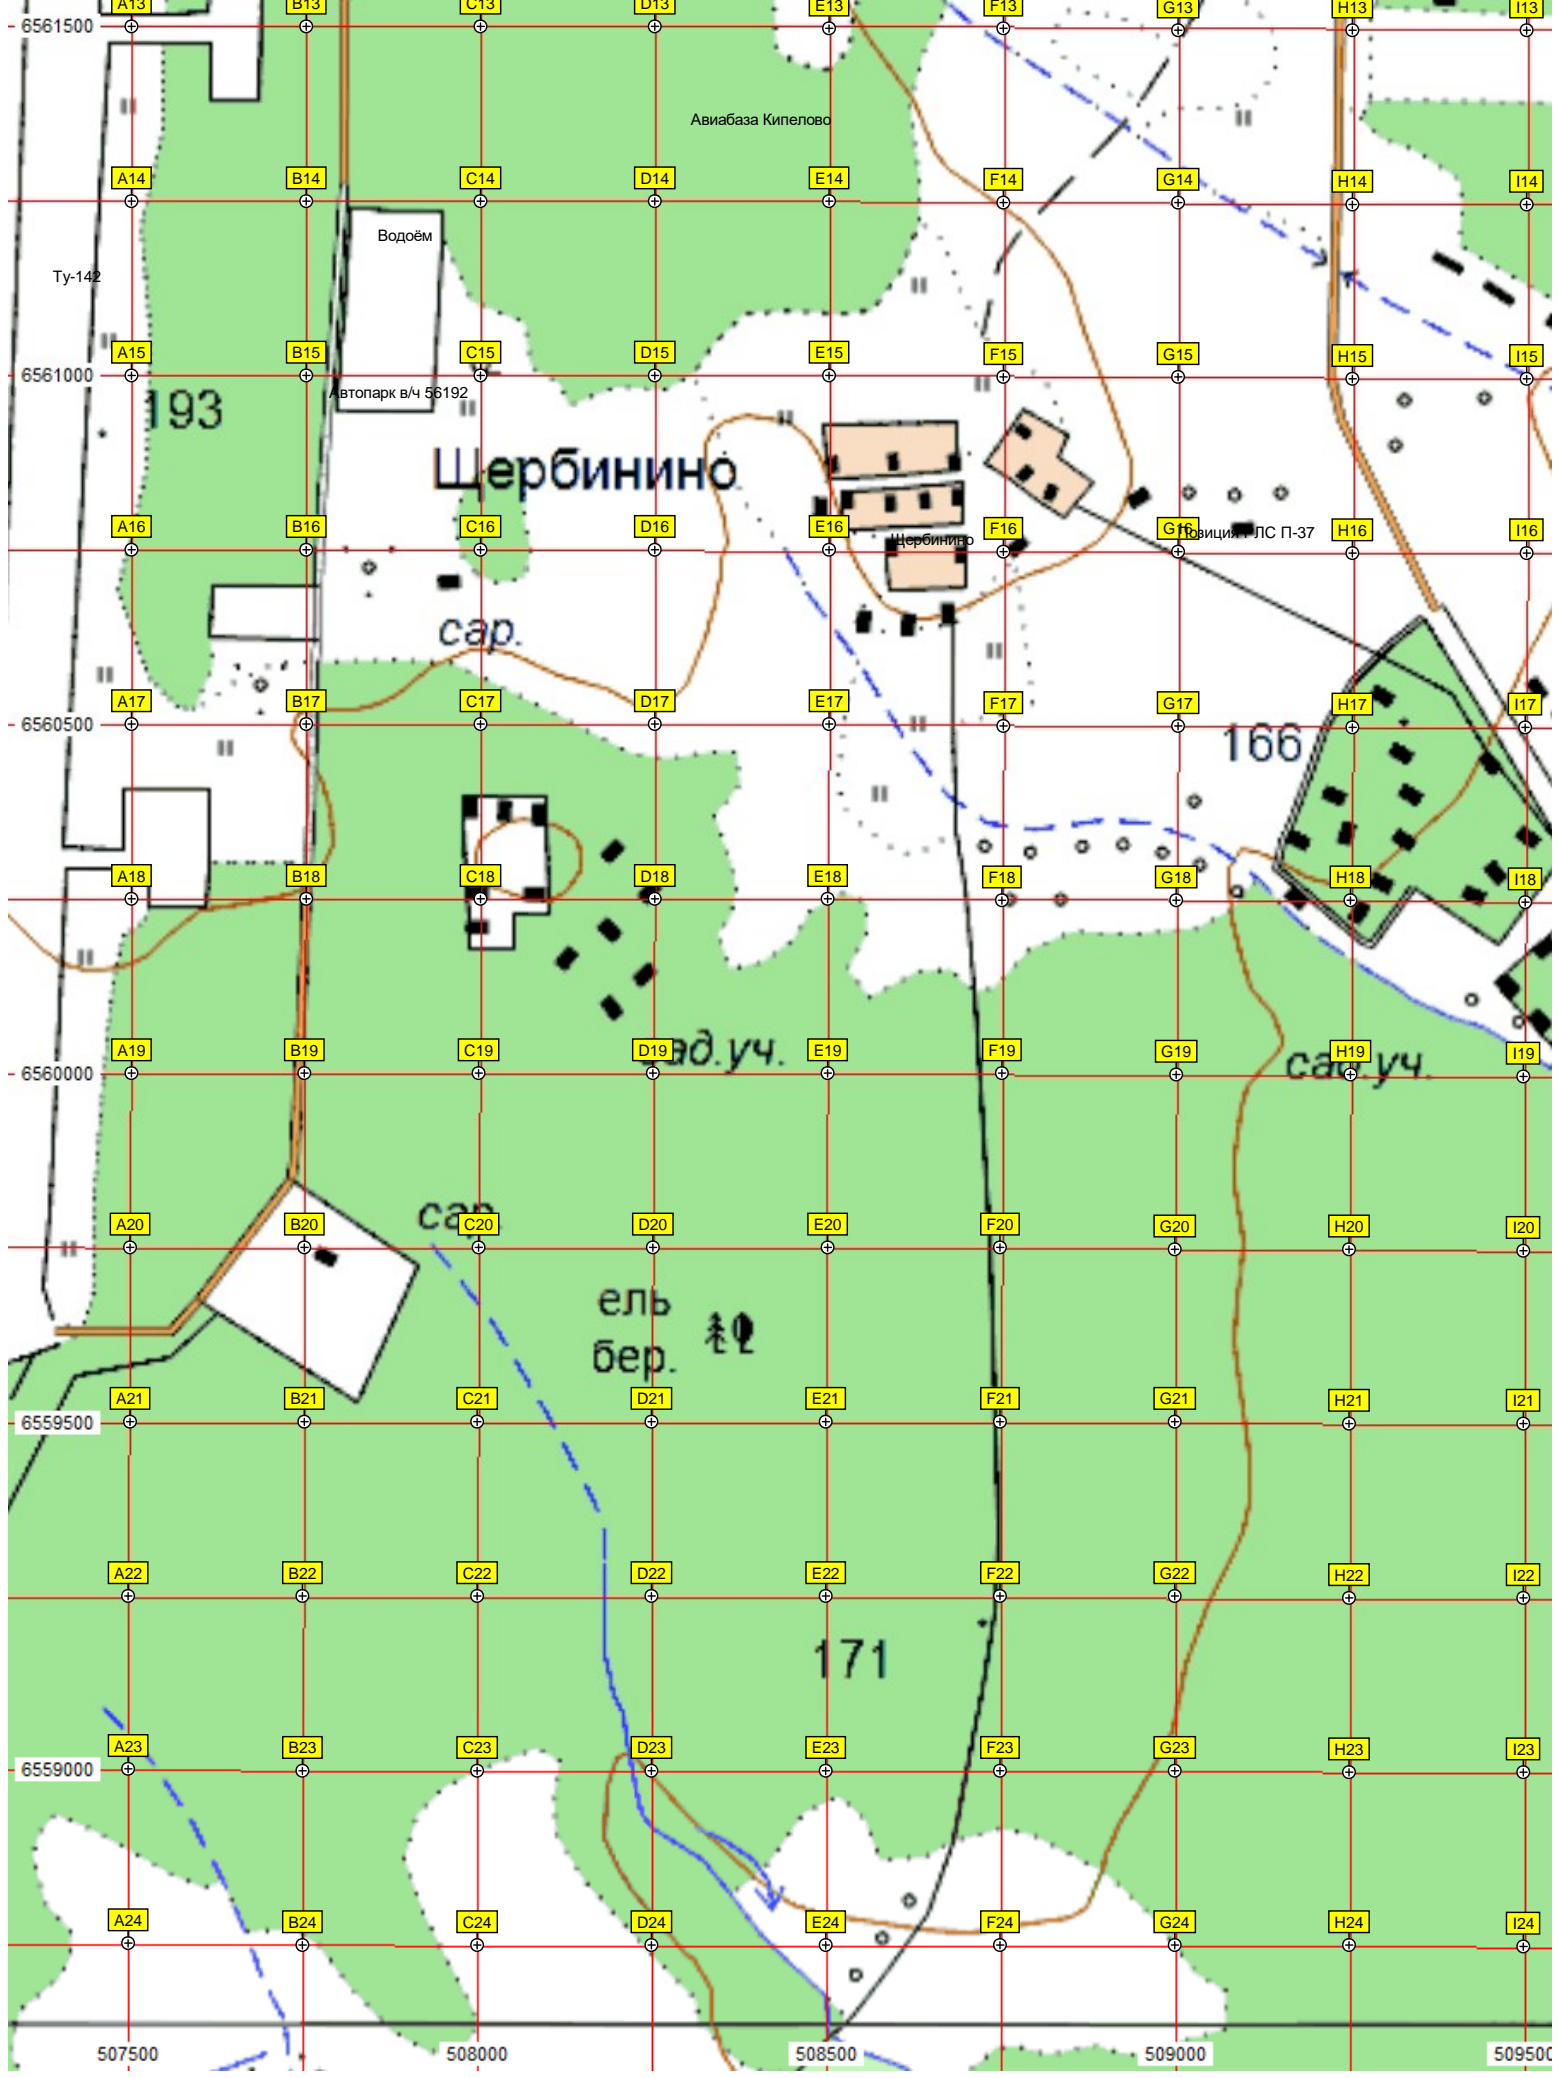 A13 B13 C13 D13 E13 F13 G13 H13 I13
6561500
Авиабаза Кипелово
A14 B14 C14 D14 E14 F14 G14 H14 I14
Водоём
Ту-142
A15 B15 C15 D15 E15 F15 G15 H15 I15
6561000
Автопарк в/ч 56192
193
Щербинино
A16 B16 C16 D16 E16 F16 G16 H16 I16
Щербинино
Позиция РЛС П-37
сар.
A17 B17 C17 D17 E17 F17 G17 H17 I17
6560500
166
A18 B18 C18 D18 E18 F18 G18 H18 I18
A19 B19 C19 D19 E19 F19 G19 H19 I19
сад.уч.
сад.уч.
6560000
A20 B20 C20 D20 E20 F20 G20 H20 I20
сар.
ель
бер.
A21 B21 C21 D21 E21 F21 G21 H21 I21
6559500
A22 B22 C22 D22 E22 F22 G22 H22 I22
171
A23 B23 C23 D23 E23 F23 G23 H23 I23
6559000
A24 B24 C24 D24 E24 F24 G24 H24 I24
507500 508000 508500 509000 509500